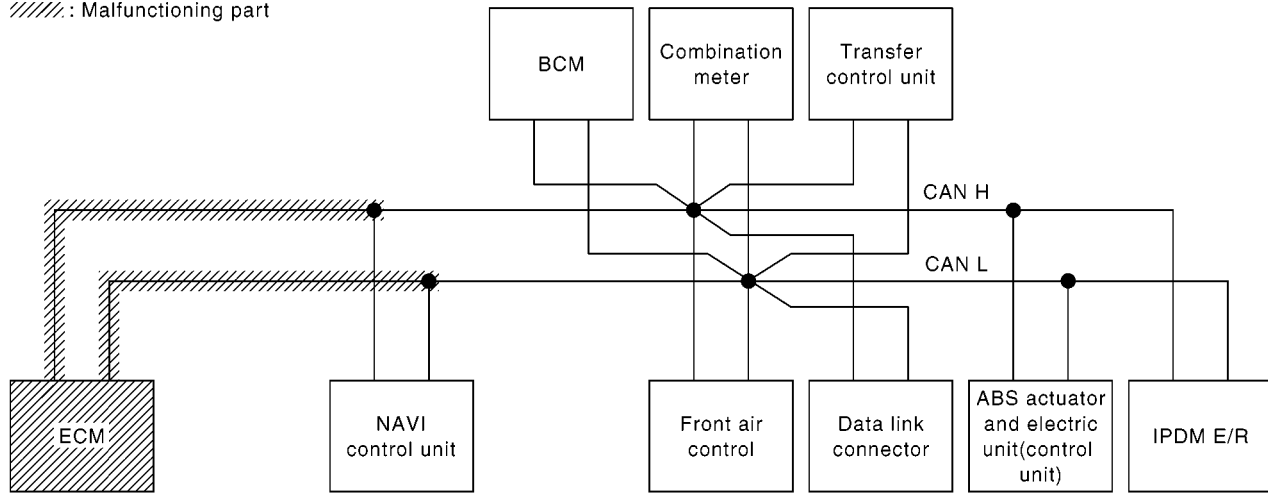 : Malfunctioning part
BCM
Combination
meter
Transfer
control unit
CAN H
CAN L
ECM
NAVI
control unit
Front air
control
Data link
connector
ABS actuator
and electric
unit(control
unit)
IPDM E/R